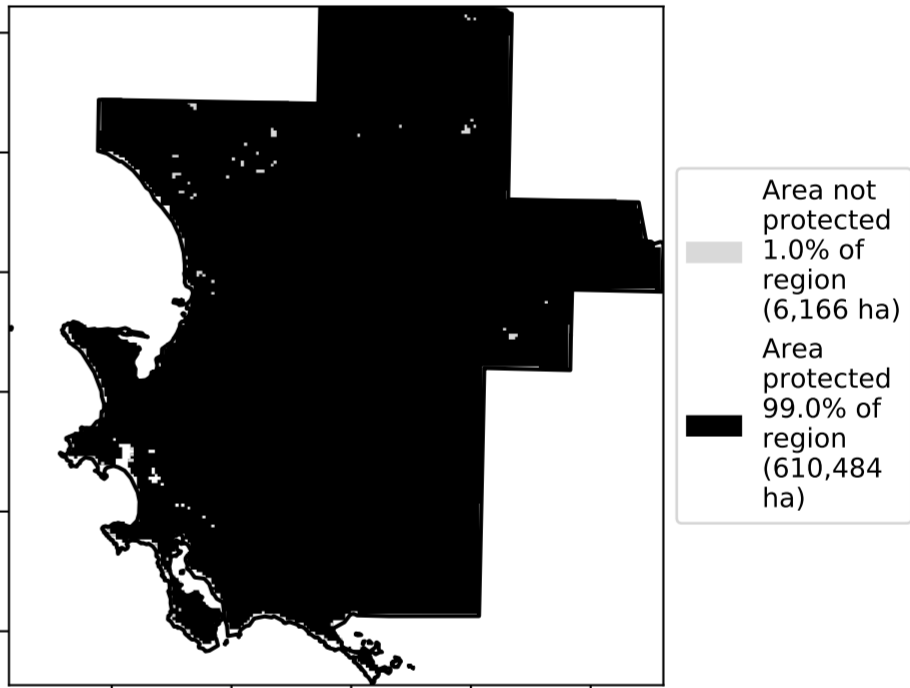 Area not
protected
1.0% of
region
(6,166 ha)
Area
protected
99.0% of
region
(610,484
ha)